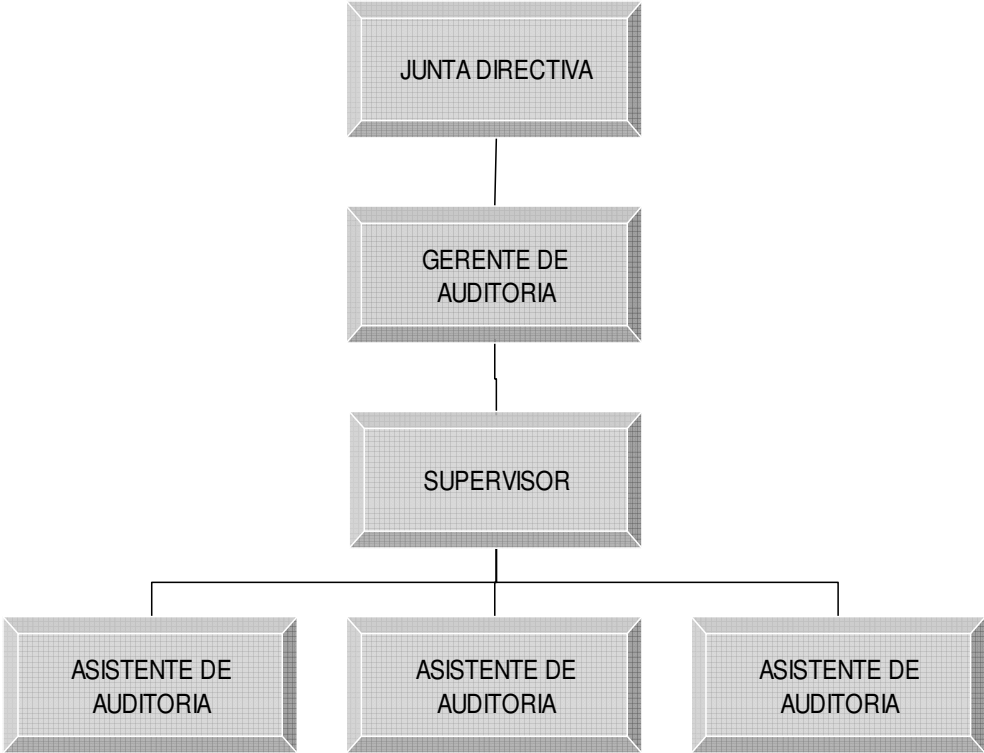 JUNTA DIRECTIVA
GERENTE DE
AUDITORIA
SUPERVISOR
ASISTENTE DE
AUDITORIA
ASISTENTE DE
AUDITORIA
ASISTENTE DE
AUDITORIA